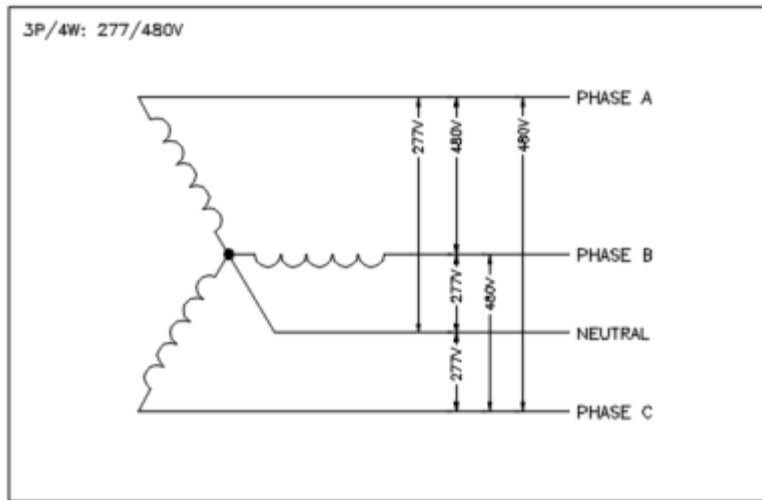 3P/4W: 277/480V
PHASE A
277V
480V
480V
PHASE B
277V
480V
NEUTRAL
277V
PHASE C